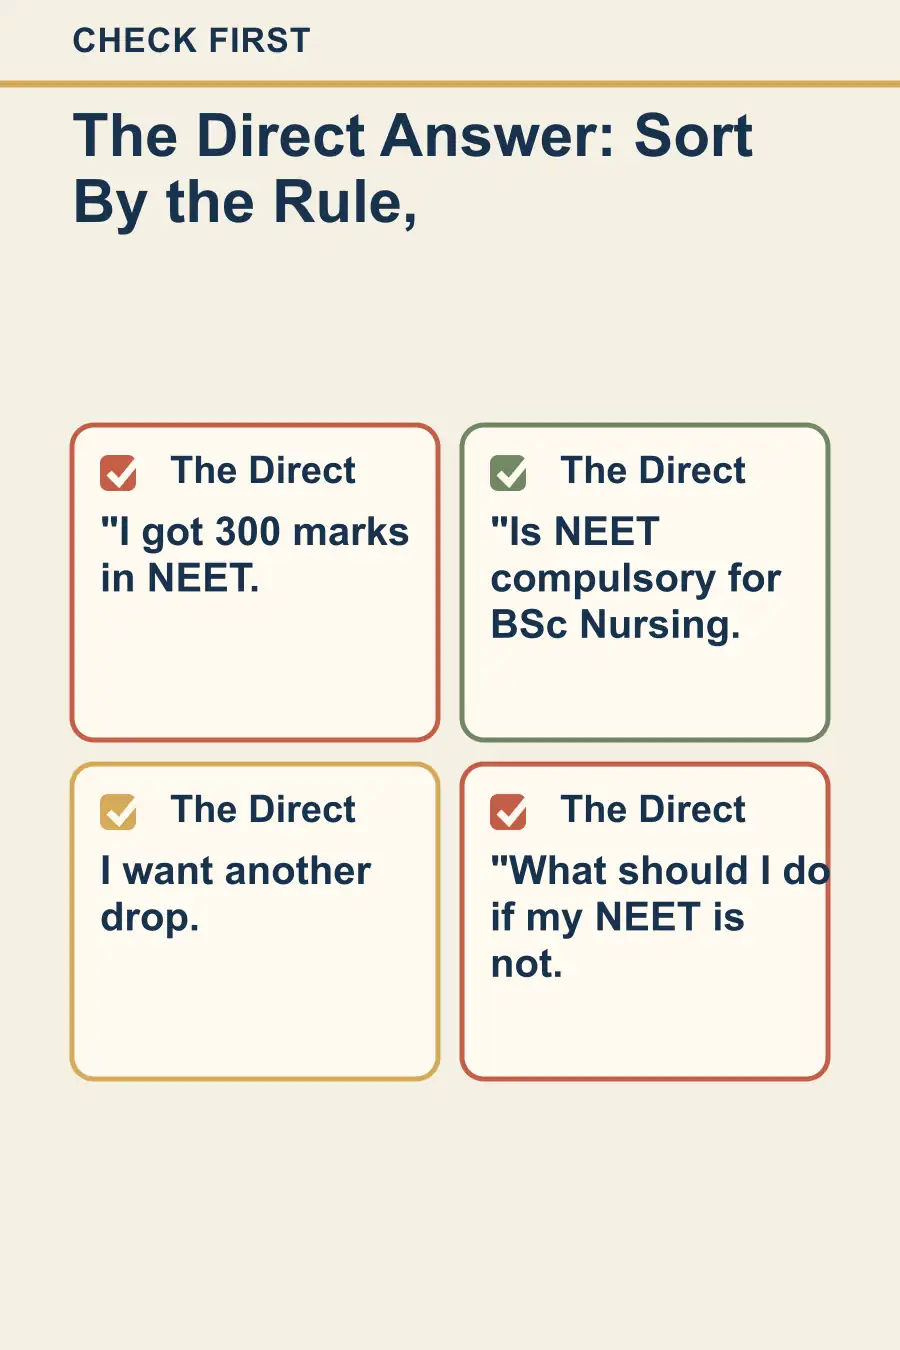 CHECK FIRST
The Direct Answer: Sort
By the Rule,
The Direct
"I got 300 marks
in NEET.
The Direct
"Is NEET
compulsory for
BSc Nursing.
The Direct
I want another
drop.
The Direct
"What should I do
if my NEET is
not.